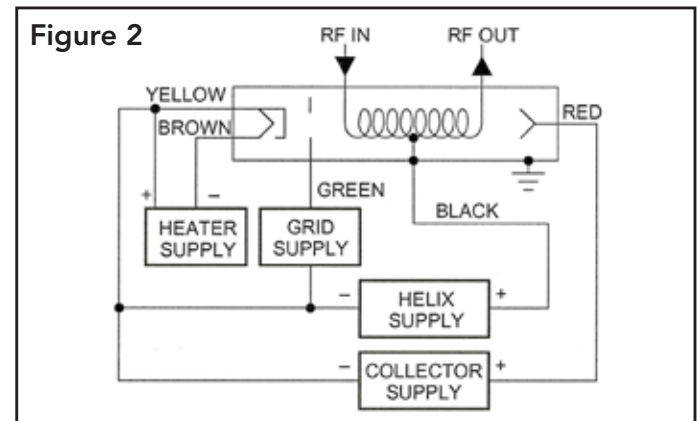 Figure 2
RF IN
RF OUT
YELLOW
BROWN
RED
GREEN
BLACK
+
−
HEATER
SUPPLY
GRID
SUPPLY
−
HELIX
SUPPLY
+
−
COLLECTOR
SUPPLY
+